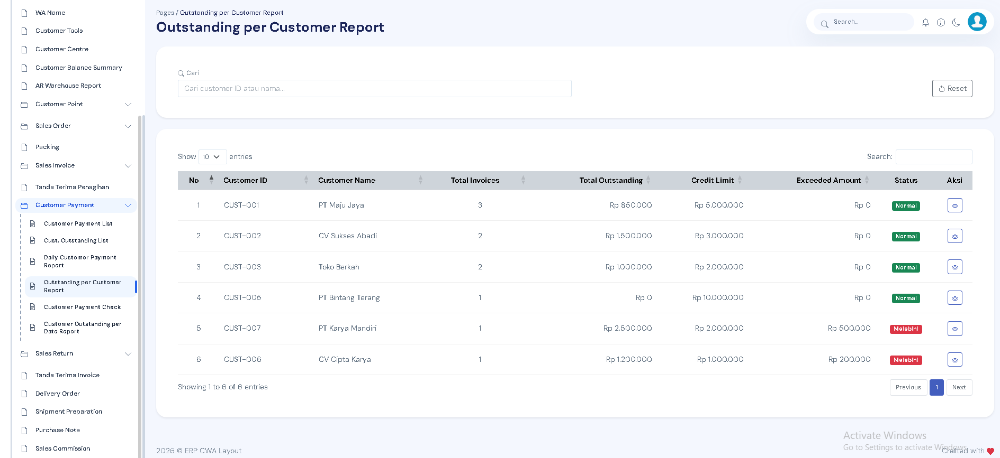 WA Name
Customer Tools
Customer Centre
Customer Balance Summary
AR Warehouse Report
Customer Point
Sales Order
Packing
Sales Invoice
Tanda Terima Penagihan
Customer Payment
Customer Payment List
Cust. Outstanding List
Daily Customer Payment
Report
Outstanding per Customer
Report
Customer Payment Check
Customer Outstanding per
Date Report
Sales Return
Tanda Terima Invoice
Delivery Order
Shipment Preparation
Purchase Note
Sales Commission
Pages / Outstanding per Customer Report
Outstanding per Customer Report
Search...
Cari
Cari customer ID atau nama...
Reset
Show 10 entries
Search:
No Customer ID Customer Name Total Invoices Total Outstanding Credit Limit Exceeded Amount Status Aksi
1 CUST-001 PT Maju Jaya 3 Rp 850.000 Rp 5.000.000 Rp 0 Normal
2 CUST-002 CV Sukses Abadi 2 Rp 1.500.000 Rp 3.000.000 Rp 0 Normal
3 CUST-003 Toko Berkah 2 Rp 1.000.000 Rp 2.000.000 Rp 0 Normal
4 CUST-005 PT Bintang Terang 1 Rp 0 Rp 10.000.000 Rp 0 Normal
5 CUST-007 PT Karya Mandiri 1 Rp 2.500.000 Rp 2.000.000 Rp 500.000 Melebihi
6 CUST-006 CV Cipta Karya 1 Rp 1.200.000 Rp 1.000.000 Rp 200.000 Melebihi
Showing 1 to 6 of 6 entries
Previous 1 Next
Activate Windows
Go to Settings to activate Windows.
2026 © ERP CWA Layout
Crafted with